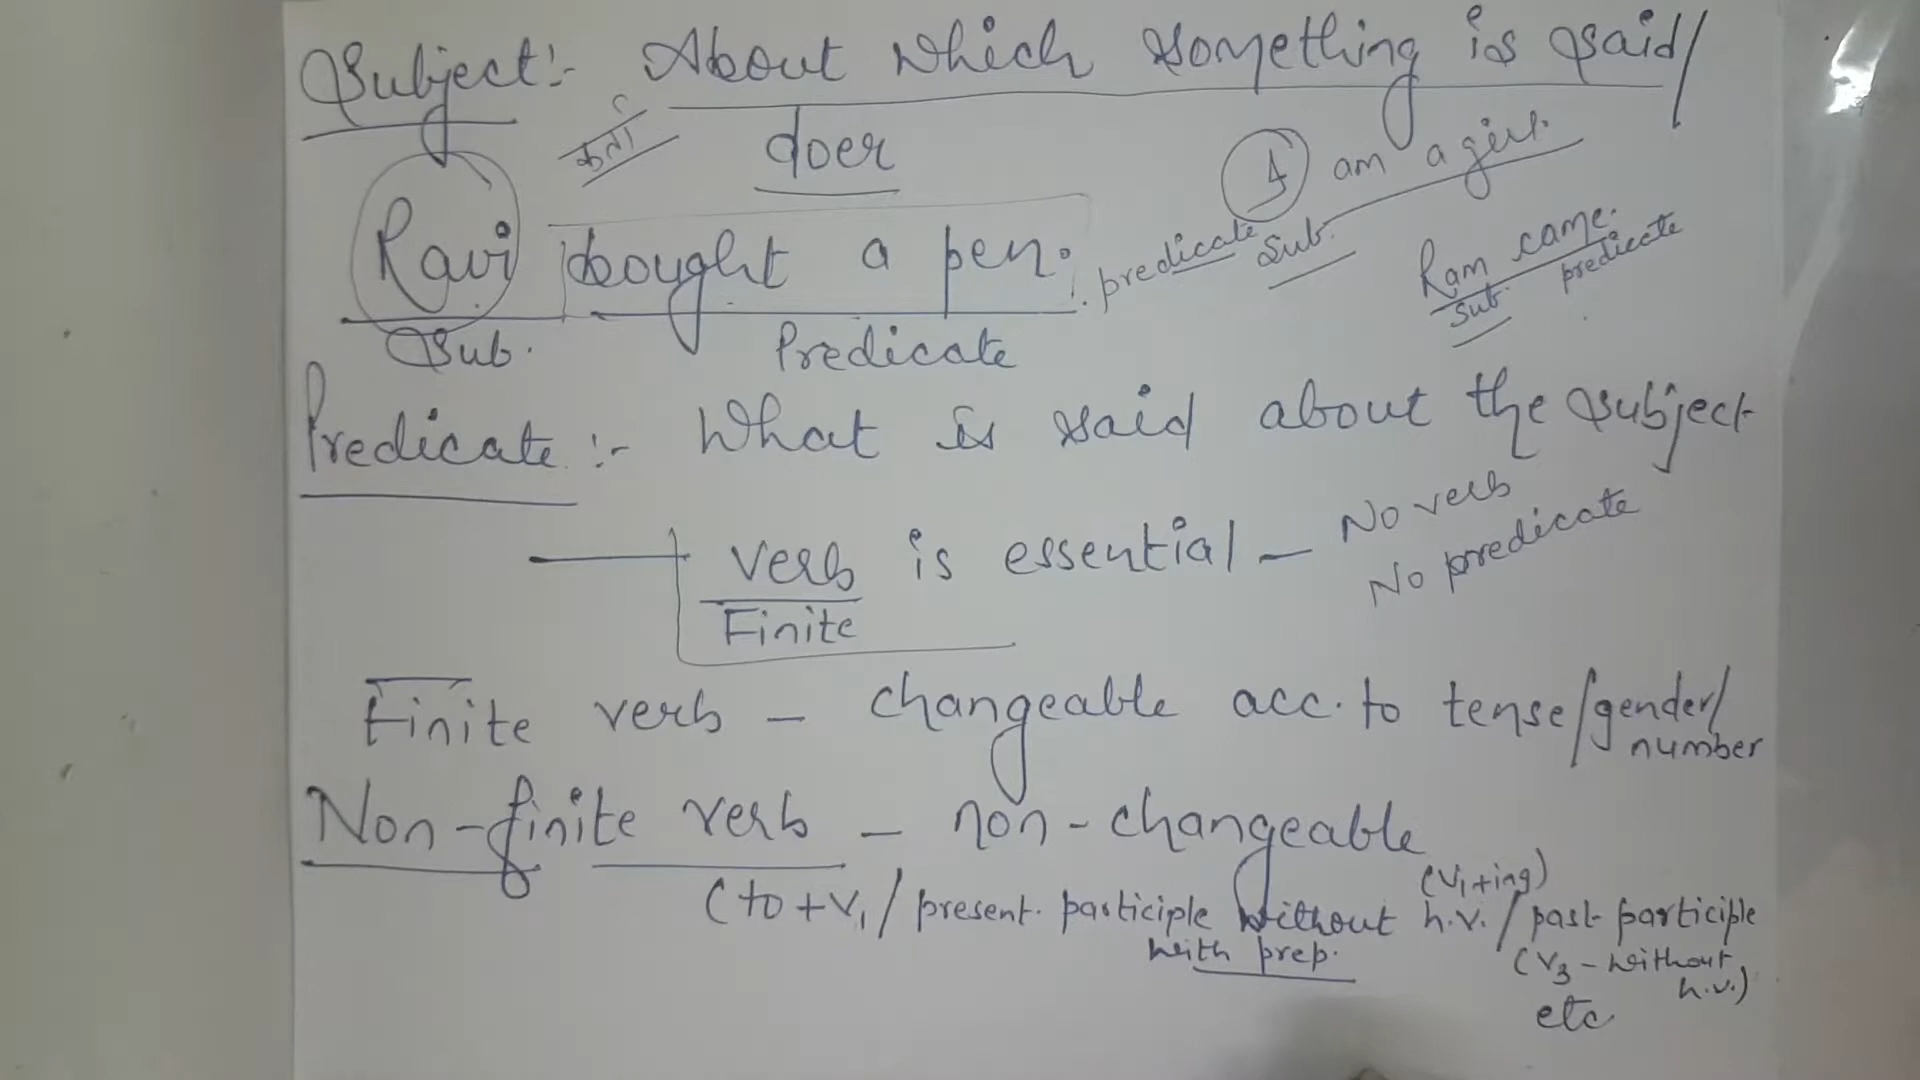 Subject :- About which something is said/
कर्ता doer
I am a girl.
Sub. predicate
Ravi bought a pen.
Sub. Predicate
Ram came.
Sub. predicate
Predicate :- What is said about the subject
verb is essential - No verb
No predicate
Finite
Finite verb - changeable acc. to tense/gender/
number
Non-finite verb - non-changeable
(to + V1 / present participle without h.v. / past participle
(V1+ing)
with prep.
(V3 - without
h.v.)
etc